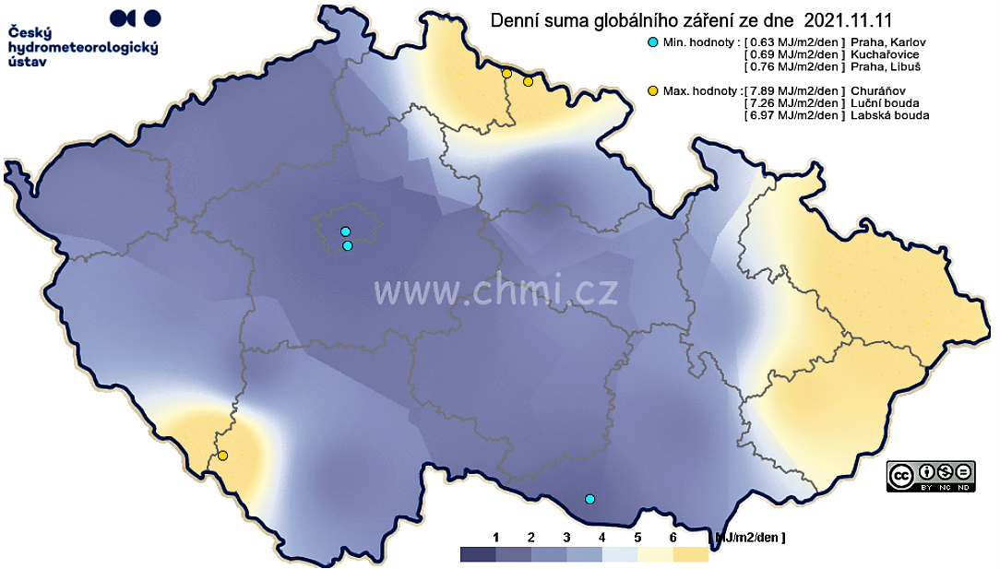 Český
hydrometeorologický
ústav
Denní suma globálního záření ze dne 2021.11.11
Min. hodnoty : [ 0.63 MJ/m2/den ] Praha, Karlov
[ 0.69 MJ/m2/den ] Kuchařovice
[ 0.76 MJ/m2/den ] Praha, Libuš
Max. hodnoty : [ 7.89 MJ/m2/den ] Churáňov
[ 7.26 MJ/m2/den ] Luční bouda
[ 6.97 MJ/m2/den ] Labská bouda
www.chmi.cz
cc
BY NC ND
1 2 3 4 5 6 [ MJ/m2/den ]